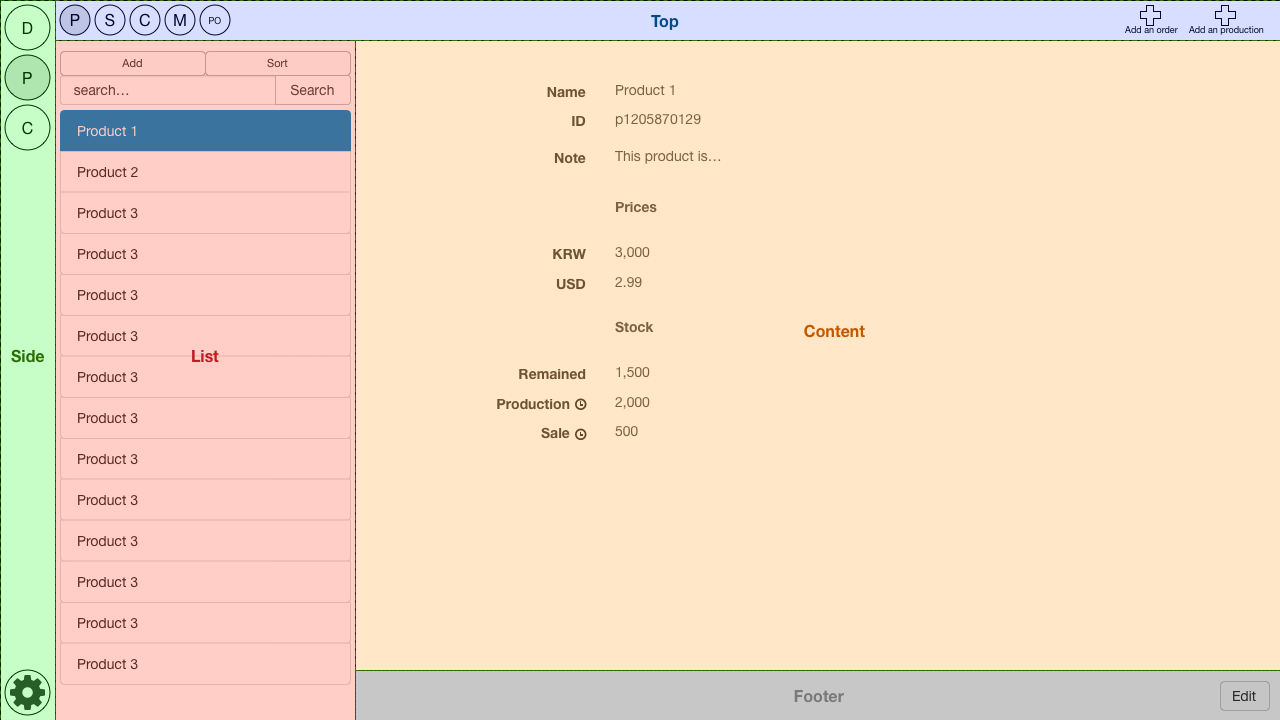 D
P
C
Side
P S C M PO
Top
Add an order
Add an production
Add
Sort
search...
Search
Product 1
Product 2
Product 3
Product 3
Product 3
Product 3
List
Product 3
Product 3
Product 3
Product 3
Product 3
Product 3
Product 3
Product 3
Name Product 1
ID p1205870129
Note This product is...
Prices
KRW 3,000
USD 2.99
Stock
Content
Remained 1,500
Production 2,000
Sale 500
Footer
Edit